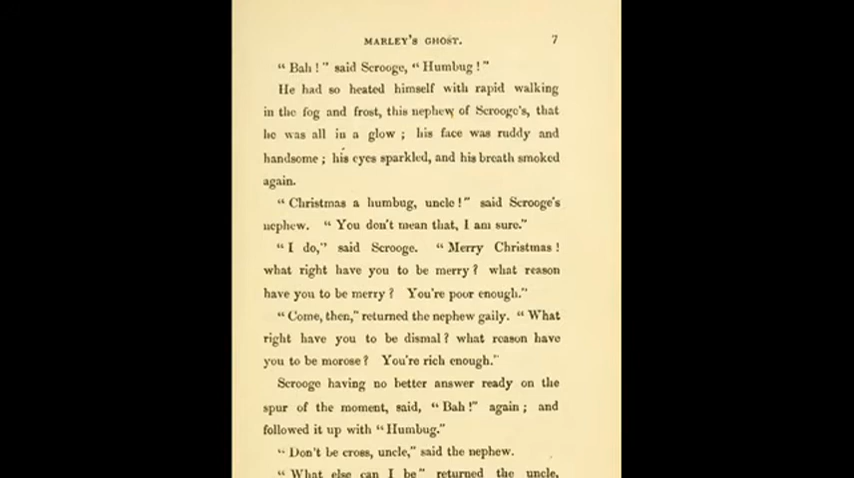 MARLEY'S GHOST. 7
“ Bah ! ” said Scrooge, “ Humbug ! ”
He had so heated himself with rapid walking
in the fog and frost, this nephew of Scrooge's, that
he was all in a glow ; his face was ruddy and
handsome ; his eyes sparkled, and his breath smoked
again.
“ Christmas a humbug, uncle ! ” said Scrooge's
nephew. “ You don't mean that, I am sure.”
“ I do,” said Scrooge. “ Merry Christmas !
what right have you to be merry ? what reason
have you to be merry ? You're poor enough.”
“ Come, then,” returned the nephew gaily. “ What
right have you to be dismal ? what reason have
you to be morose ? You're rich enough.”
Scrooge having no better answer ready on the
spur of the moment, said, “ Bah !” again ; and
followed it up with “ Humbug.”
“ Don't be cross, uncle,” said the nephew.
“ What else can I be ” returned the uncle,